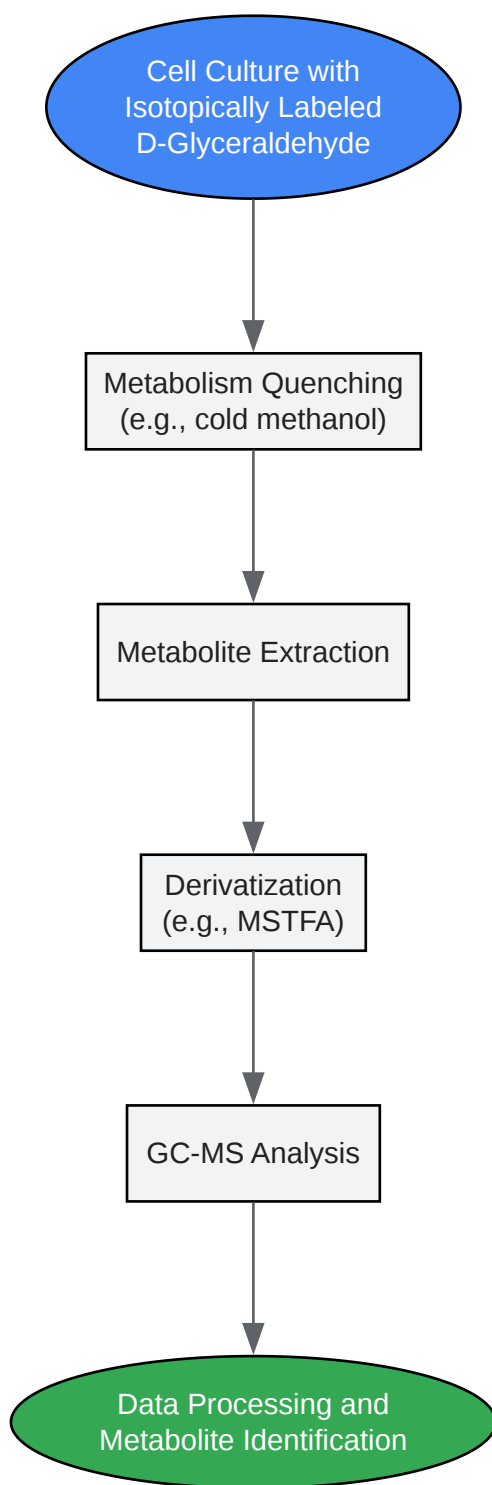 Cell Culture with
Isotopically Labeled
D-Glyceraldehyde
Metabolism Quenching
(e.g., cold methanol)
Metabolite Extraction
Derivatization
(e.g., MSTFA)
GC-MS Analysis
Data Processing and
Metabolite Identification